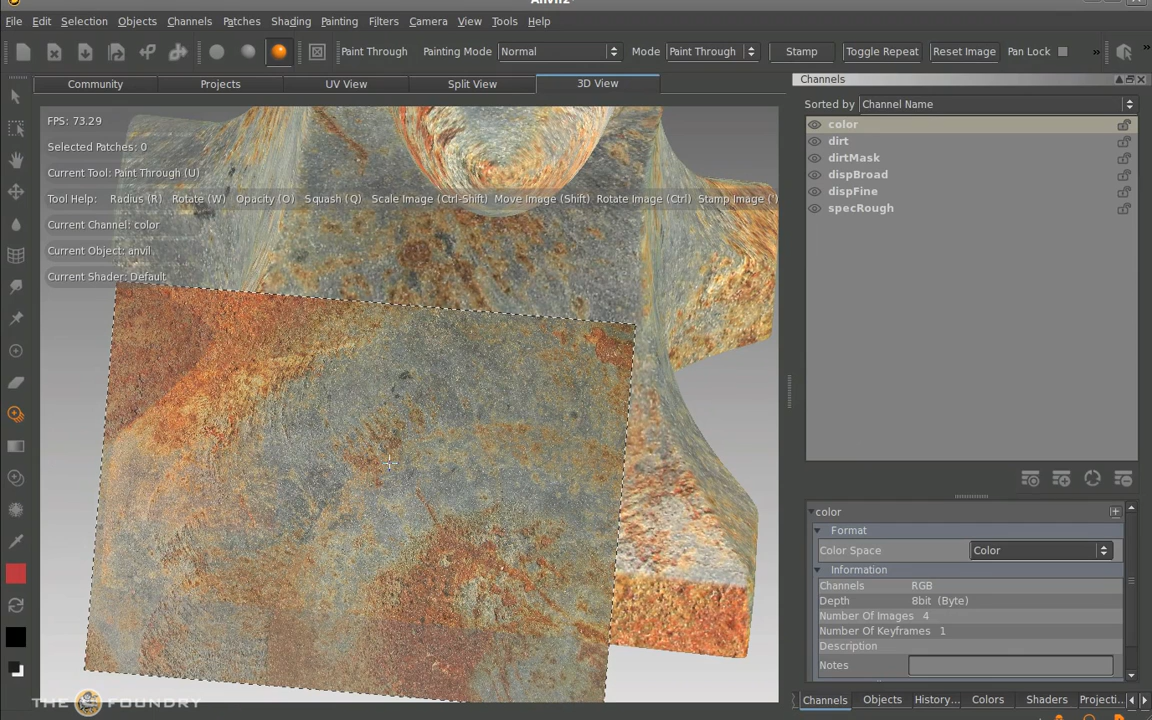 Anvil2*
File Edit Selection Objects Channels Patches Shading Painting Filters Camera View Tools Help
Paint Through Painting Mode Normal Mode Paint Through Stamp Toggle Repeat Reset Image Pan Lock
Community Projects UV View Split View 3D View
Channels
FPS: 73.29
Selected Patches: 0
Current Tool: Paint Through (U)
Tool Help: Radius (R) Rotate (W) Opacity (O) Squash (Q) Scale Image (Ctrl-Shift) Move Image (Shift) Rotate Image (Ctrl) Stamp Image (')
Current Channel: color
Current Object: anvil
Current Shader: Default
Sorted by Channel Name
color
dirt
dirtMask
dispBroad
dispFine
specRough
color
Format
Color Space Color
Information
Channels RGB
Depth 8bit (Byte)
Number Of Images 4
Number Of Keyframes 1
Description
Notes
THE FOUNDRY
Channels Objects History... Colors Shaders Projecti...